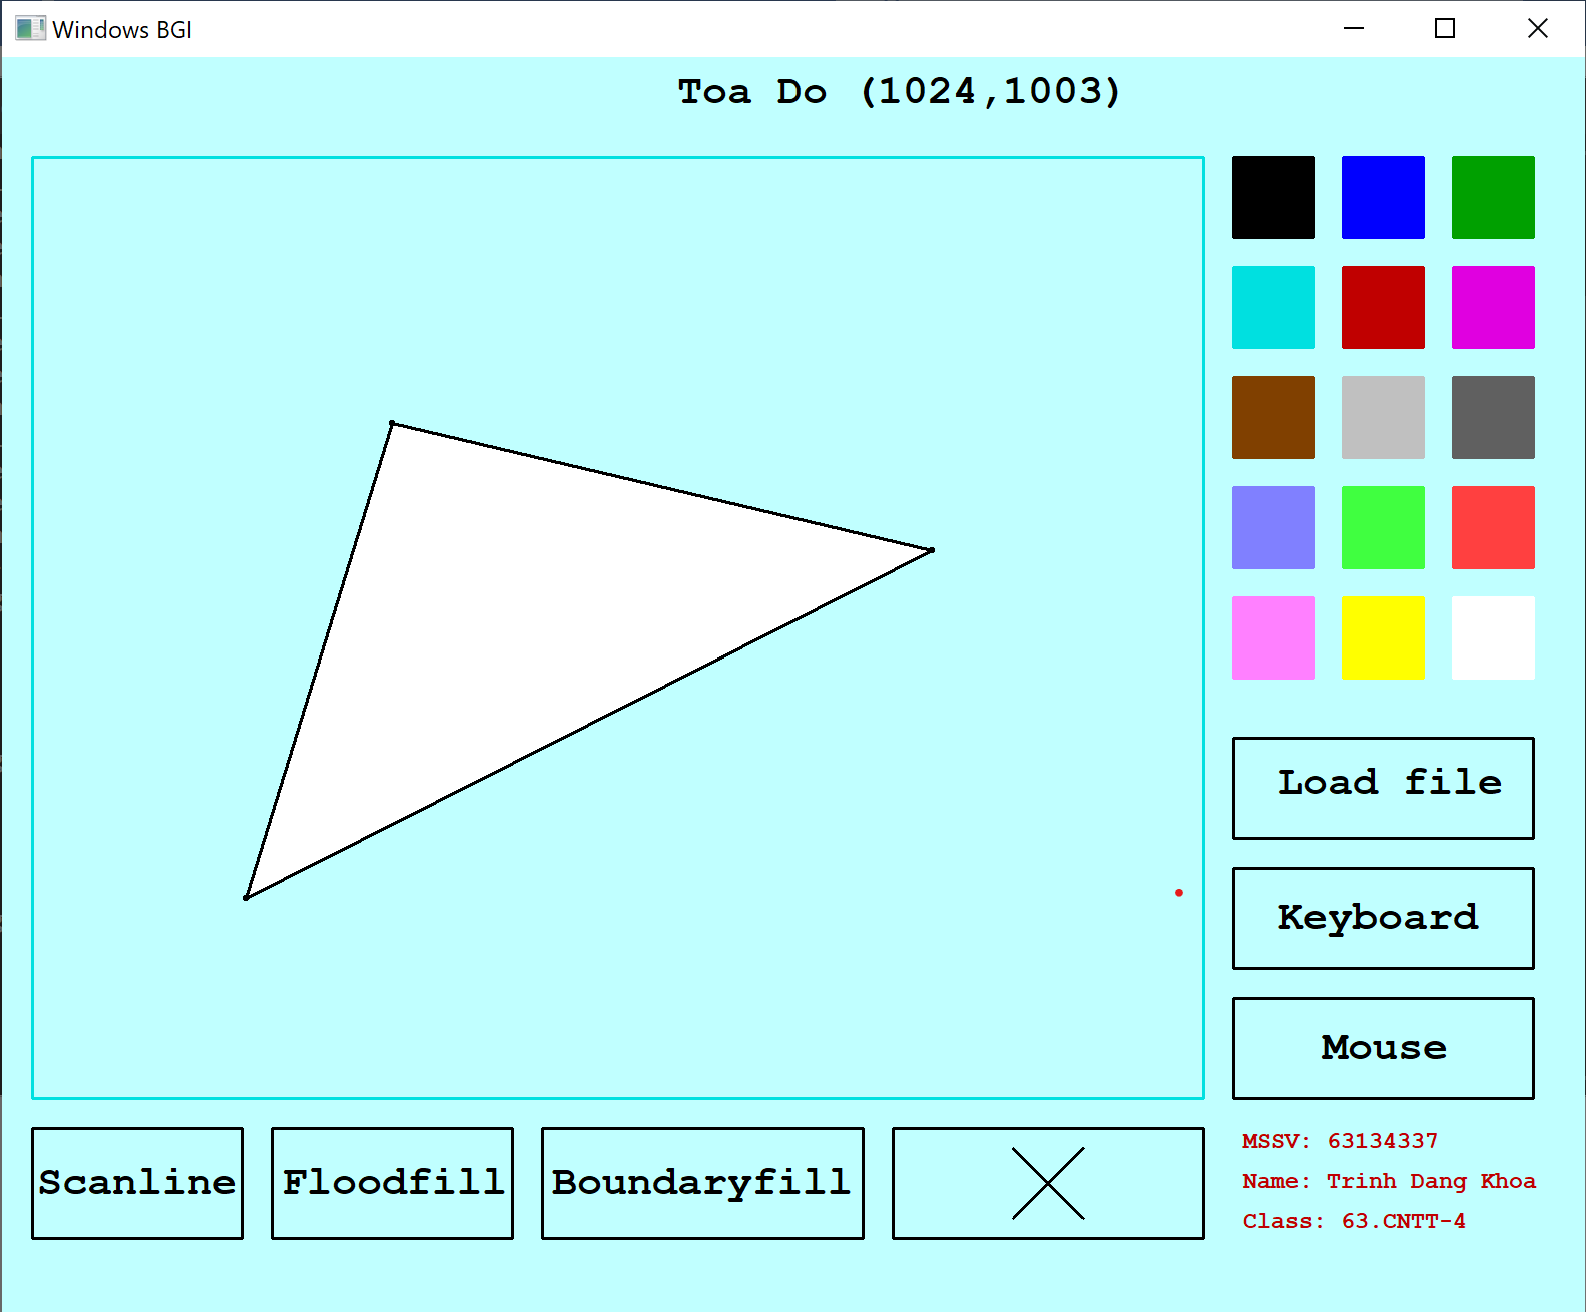 Windows BGI
Toa Do (1024,1003)
Load file
Keyboard
Mouse
Scanline
Floodfill
Boundaryfill
MSSV: 63134337
Name: Trinh Dang Khoa
Class: 63.CNTT-4